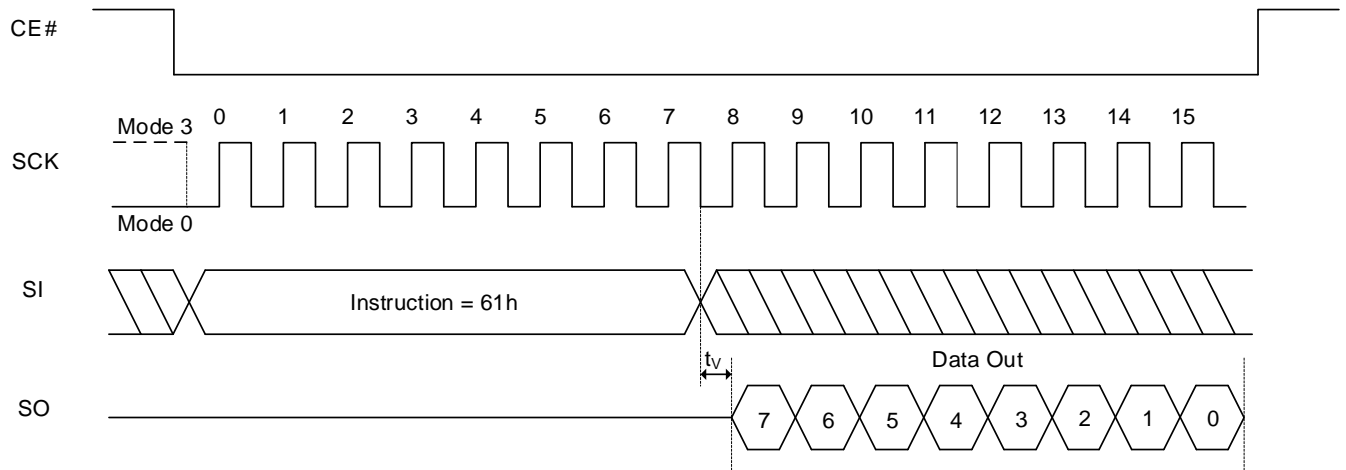 CE#
0 1 2 3 4 5 6 7 8 9 10 11 12 13 14 15
Mode 3
SCK
Mode 0
SI
Instruction = 61h
tV
Data Out
SO
7 6 5 4 3 2 1 0